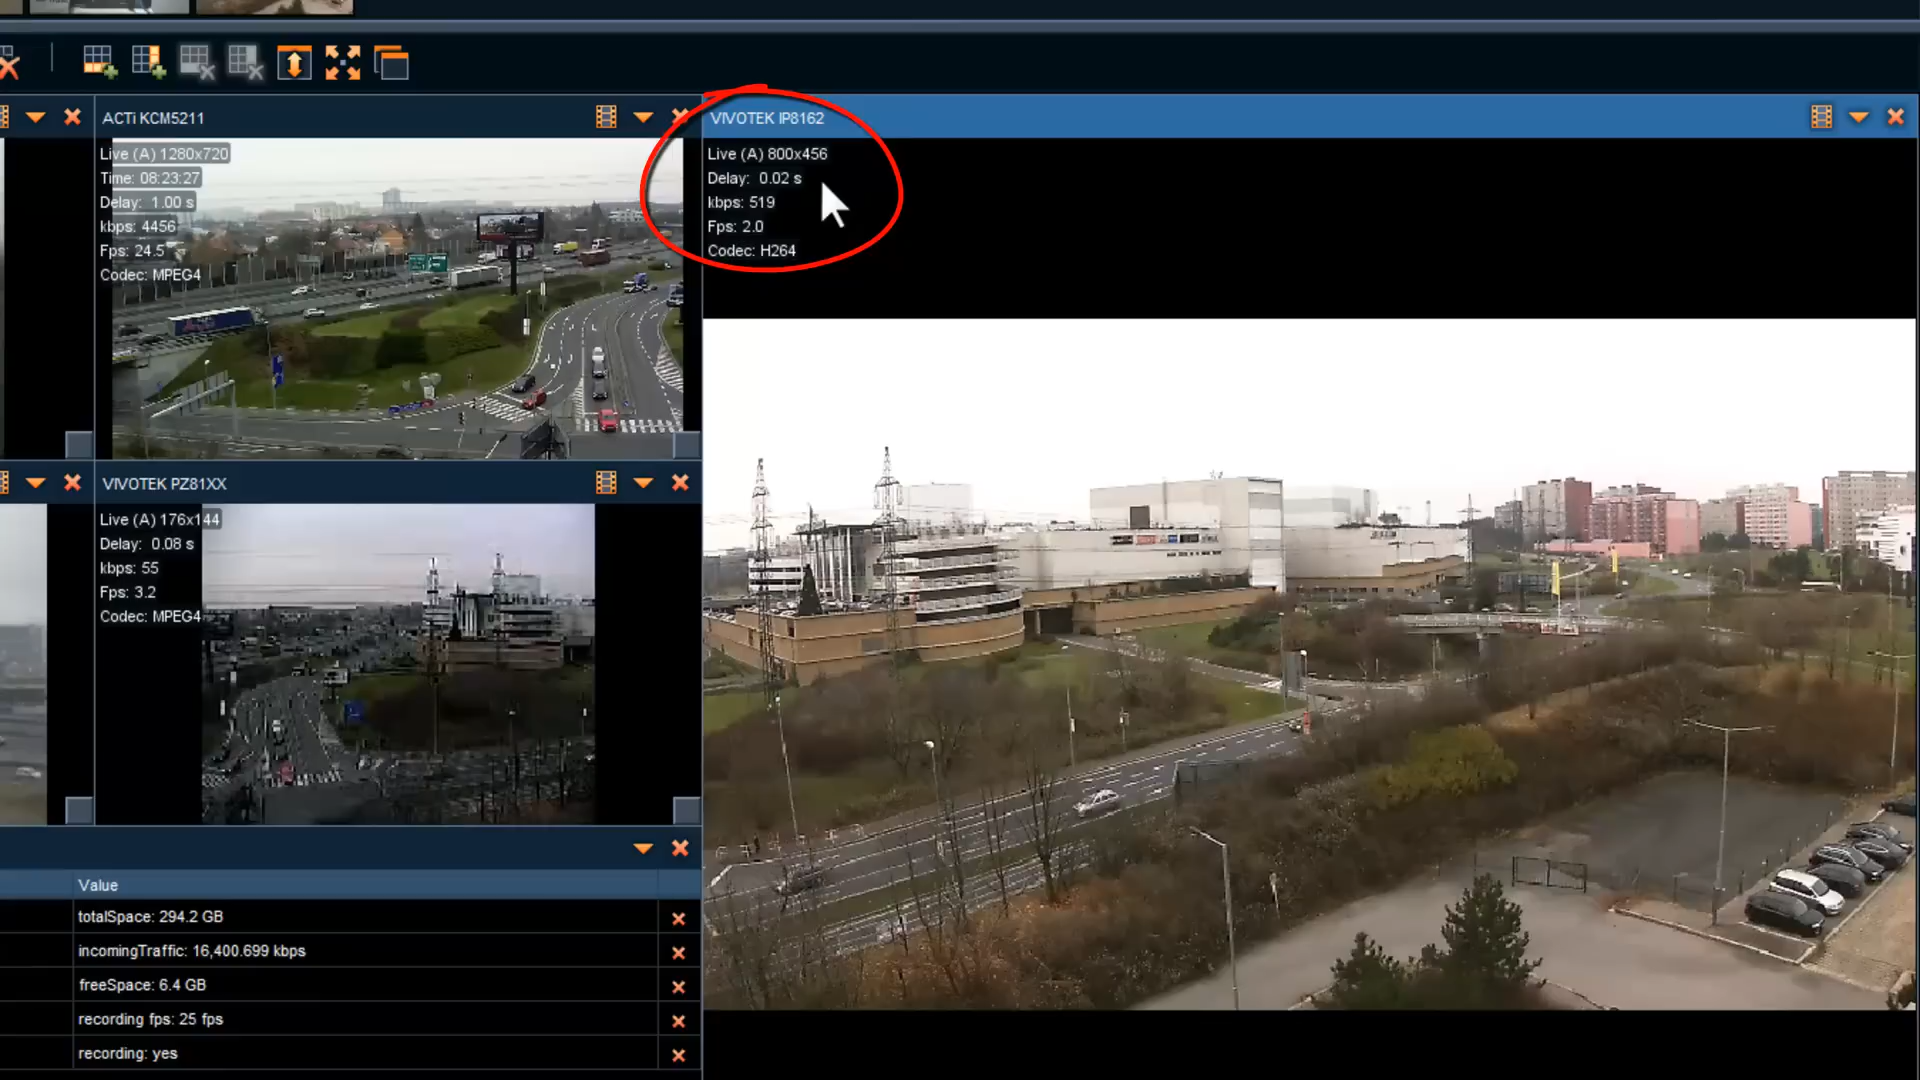 ACTi KCM5211
Live (A) 1280x720
Time: 08:23:27
Delay: 1.00 s
kbps: 4456
Fps: 24.5
Codec: MPEG4
VIVOTEK IP8162
Live (A) 800x456
Delay: 0.02 s
kbps: 519
Fps: 2.0
Codec: H264
VIVOTEK PZ81XX
Live (A) 176x144
Delay: 0.08 s
kbps: 55
Fps: 3.2
Codec: MPEG4
Value
totalSpace: 294.2 GB
incomingTraffic: 16,400.699 kbps
freeSpace: 6.4 GB
recording fps: 25 fps
recording: yes